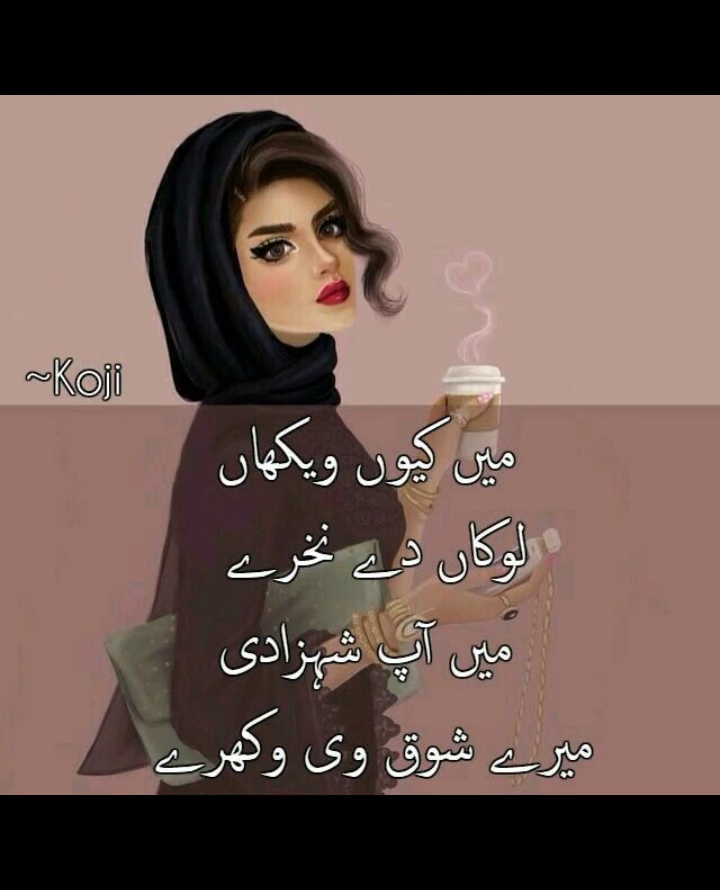 ~Koji
میں کیوں ویکھاں
لوکاں دے نخرے
میں آپ شہزادی
میرے شوق وی وکھرے